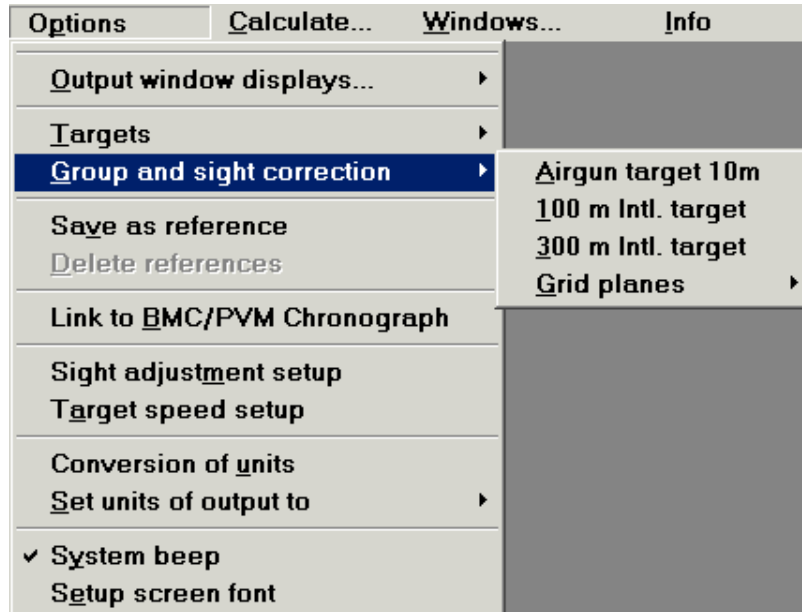 Options Calculate... Windows... Info
Output window displays...
Targets
Group and sight correction
Airgun target 10m
100 m Intl. target
300 m Intl. target
Grid planes
Save as reference
Delete references
Link to BMC/PVM Chronograph
Sight adjustment setup
Target speed setup
Conversion of units
Set units of output to
System beep
Setup screen font